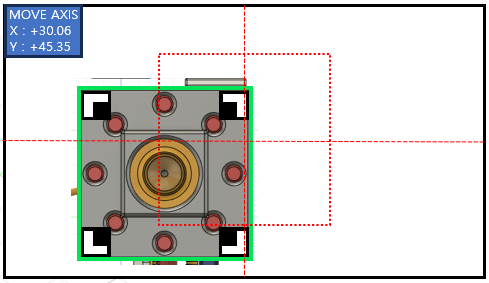 MOVE AXIS
X : +30.06
Y : +45.35